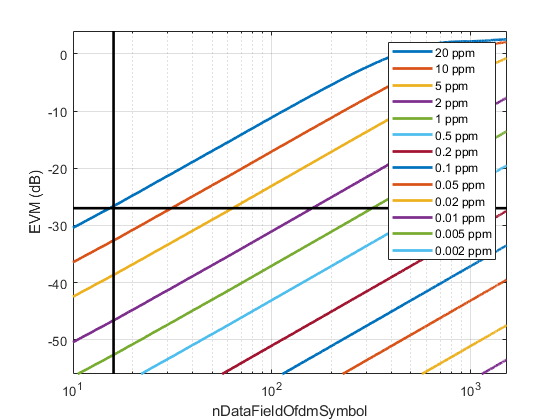 0
-10
-20
-30
-40
-50
EVM (dB)
10^1
10^2
10^3
nDataFieldOfdmSymbol
20 ppm
10 ppm
5 ppm
2 ppm
1 ppm
0.5 ppm
0.2 ppm
0.1 ppm
0.05 ppm
0.02 ppm
0.01 ppm
0.005 ppm
0.002 ppm